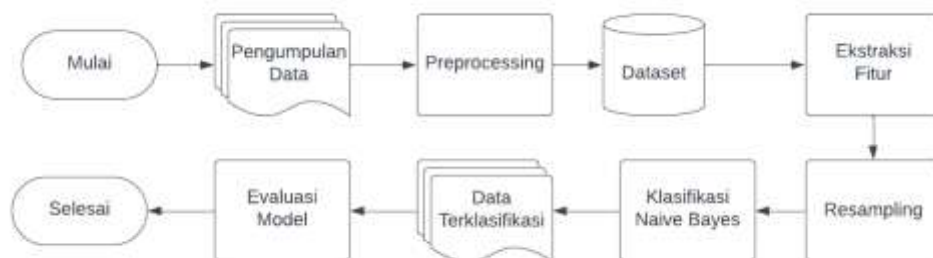 Mulai
Pengumpulan
Data
Preprocessing
Dataset
Ekstraksi
Fitur
Resampling
Klasifikasi
Naive Bayes
Data
Terklasifikasi
Evaluasi
Model
Selesai